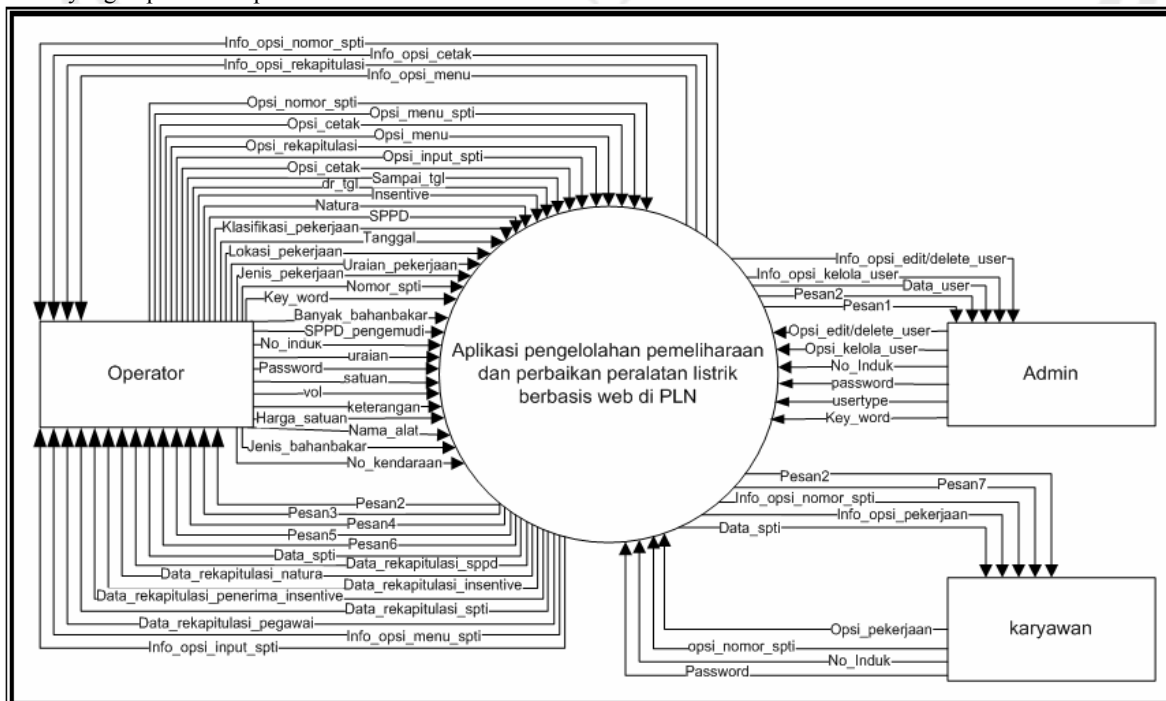 Info_opsi_nomor_spti
Info_opsi_cetak
Info_opsi_rekapitulasi
Info_opsi_menu
Opsi_nomor_spti
Opsi_menu_spti
Opsi_cetak
Opsi_menu
Opsi_rekapitulasi
Opsi_input_spti
Opsi_cetak
Sampai_tgl
dr_tgl
Insentive
Natura
SPPD
Klasifikasi_pekerjaan
Tanggal
Lokasi_pekerjaan
Uraian_pekerjaan
Jenis_pekerjaan
Nomor_spti
Key_word
Banyak_bahanbakar
SPPD_pengemudi
No_induk
uraian
Password
satuan
vol
keterangan
Harga_satuan
Nama_alat
Jenis_bahanbakar
No_kendaraan
Operator
Aplikasi pengelolahan pemeliharaan
dan perbaikan peralatan listrik
berbasis web di PLN
Info_opsi_edit/delete_user
Info_opsi_kelola_user
Data_user
Pesan2
Pesan1
Opsi_edit/delete_user
Opsi_kelola_user
No_Induk
password
usertype
Key_word
Admin
Pesan2
Pesan3
Pesan4
Pesan5
Pesan6
Data_spti
Data_rekapitulasi_sppd
Data_rekapitulasi_natura
Data_rekapitulasi_insentive
Data_rekapitulasi_penerima_insentive
Data_rekapitulasi_spti
Data_rekapitulasi_pegawai
Info_opsi_menu_spti
Info_opsi_input_spti
Pesan2
Pesan7
Info_opsi_nomor_spti
Info_opsi_pekerjaan
Data_spti
Opsi_pekerjaan
opsi_nomor_spti
No_Induk
Password
karyawan